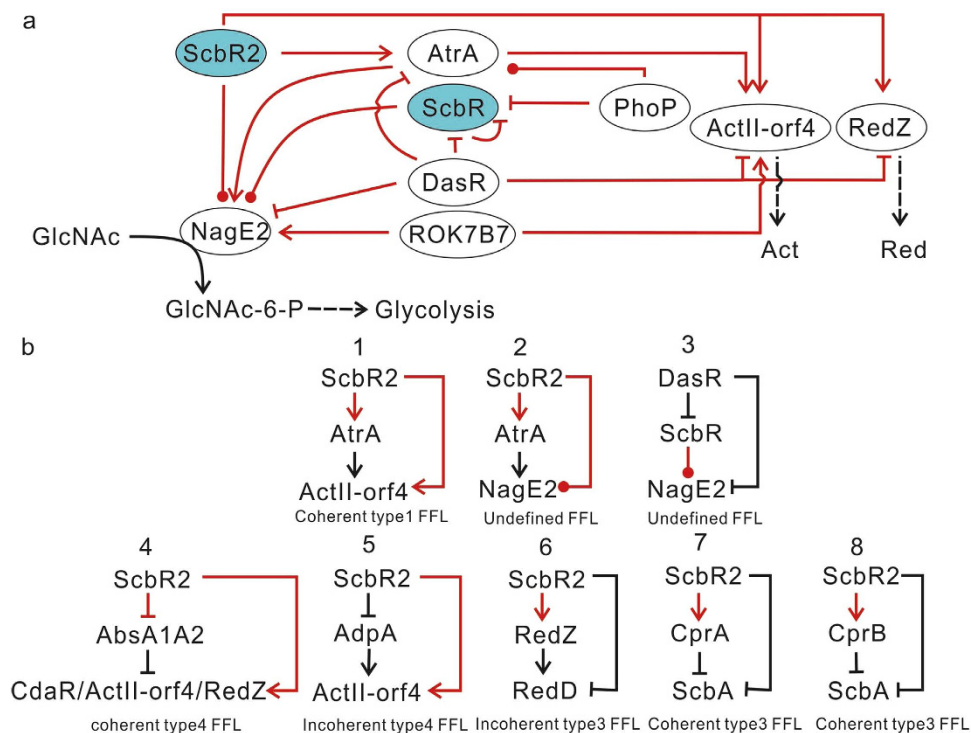 a
ScbR2
AtrA
ScbR
PhoP
ActII-orf4
RedZ
DasR
GlcNAc
NagE2
ROK7B7
Act
Red
GlcNAc-6-P
Glycolysis
b
1
ScbR2
AtrA
ActII-orf4
Coherent type1 FFL
2
ScbR2
AtrA
NagE2
Undefined FFL
3
DasR
ScbR
NagE2
Undefined FFL
4
ScbR2
AbsA1A2
CdaR/ActII-orf4/RedZ
coherent type4 FFL
5
ScbR2
AdpA
ActII-orf4
Incoherent type4 FFL
6
ScbR2
RedZ
RedD
Incoherent type3 FFL
7
ScbR2
CprA
ScbA
Coherent type3 FFL
8
ScbR2
CprB
ScbA
Coherent type3 FFL